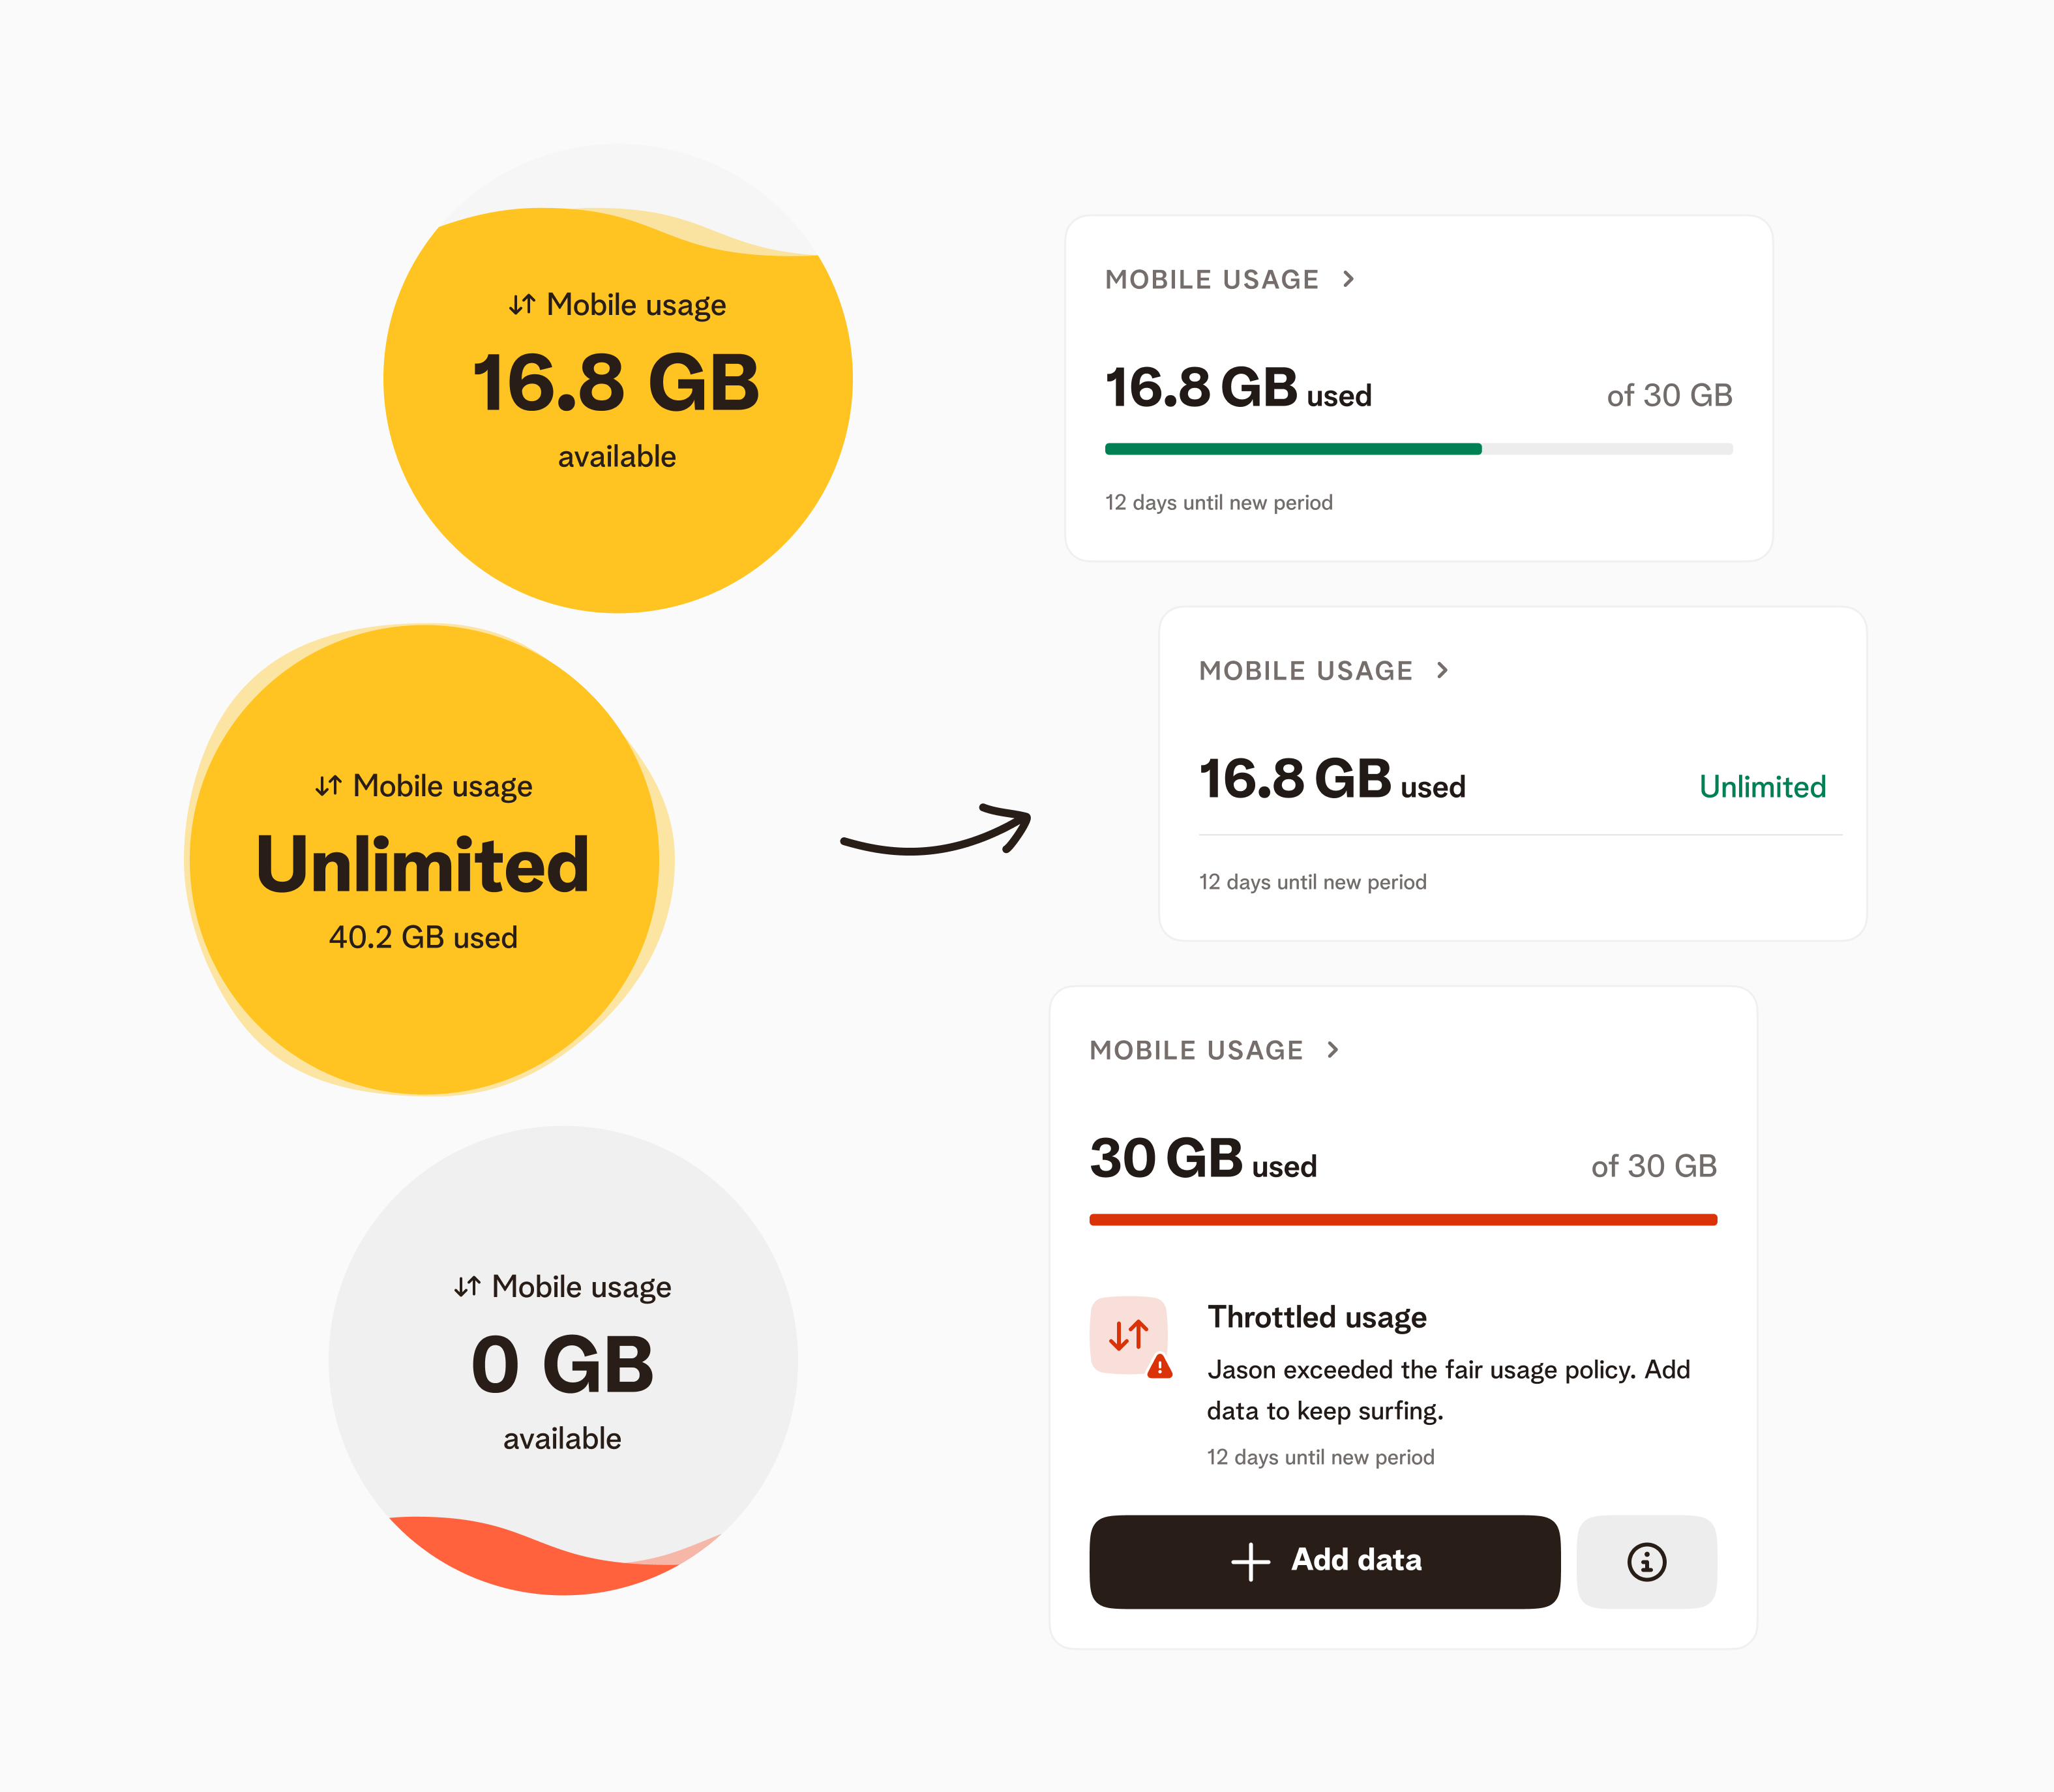 Mobile usage
16.8 GB
available
Mobile usage
Unlimited
40.2 GB used
Mobile usage
0 GB
available
MOBILE USAGE
16.8 GB used of 30 GB
12 days until new period
MOBILE USAGE
16.8 GB used Unlimited
12 days until new period
MOBILE USAGE
30 GB used of 30 GB
Throttled usage
Jason exceeded the fair usage policy. Add
data to keep surfing.
12 days until new period
Add data